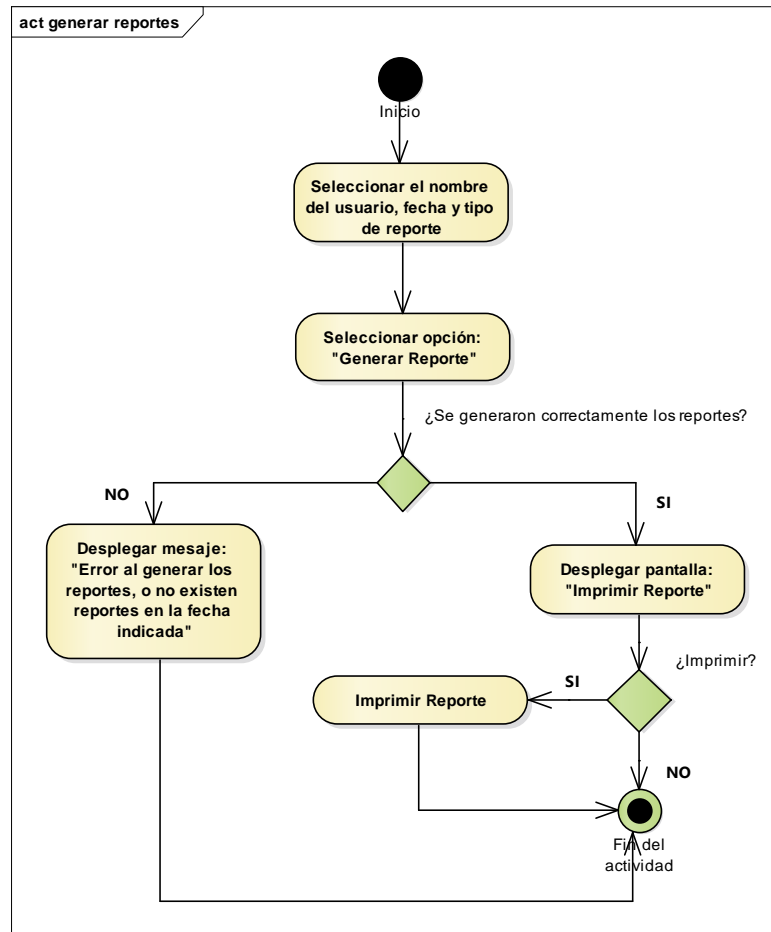 act generar reportes
Inicio
Seleccionar el nombre
del usuario, fecha y tipo
de reporte
Seleccionar opción:
"Generar Reporte"
¿Se generaron correctamente los reportes?
NO
SI
Desplegar mesaje:
"Error al generar los
reportes, o no existen
reportes en la fecha
indicada"
Desplegar pantalla:
"Imprimir Reporte"
¿Imprimir?
SI
Imprimir Reporte
NO
Fin del
actividad